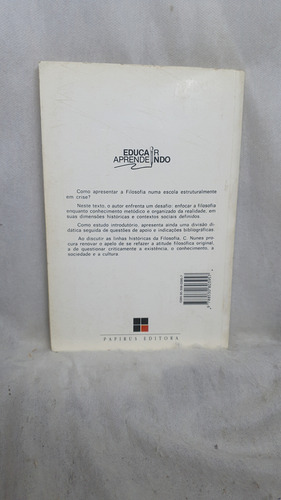 EDUCAR
APRENDENDO
Como apresentar a Filosofia numa escola estruturalmente
em crise?
Neste texto, o autor enfrenta um desafio: enfocar a filosofia
enquanto conhecimento metódico e organizado da realidade, em
suas dimensões históricas e contextos sociais definidos.
Como estudo introdutório, apresenta ainda uma divisão di-
dática seguida de questões de apoio e indicações bibliográficas.
Ao discutir as linhas históricas da Filosofia, C. Nunes pro-
cura renovar o apelo de se refazer a atitude filosófica original,
a de questionar criticamente a existência, o conhecimento, a
sociedade e a cultura.
PAPIRUS EDITORA